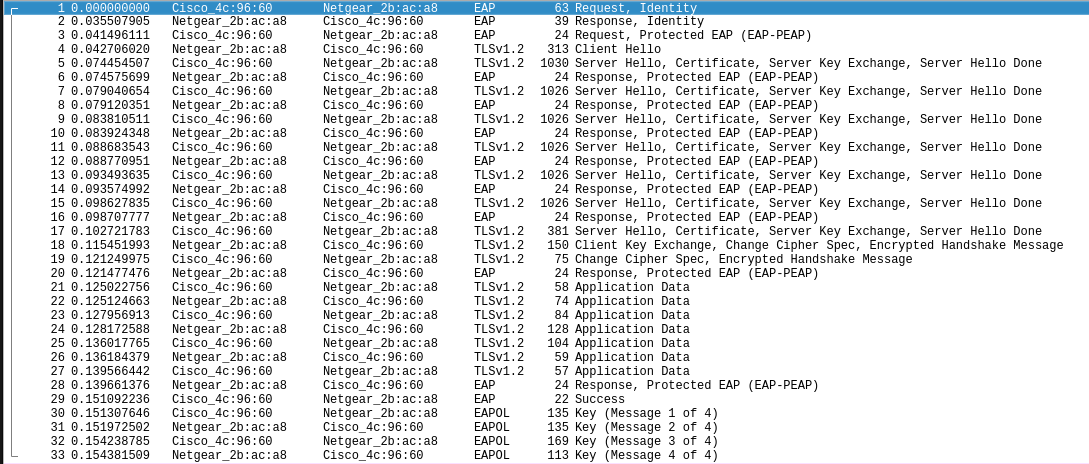 1 0.000000000 Cisco_4c:96:60 Netgear_2b:ac:a8 EAP 63 Request, Identity
2 0.035507905 Netgear_2b:ac:a8 Cisco_4c:96:60 EAP 39 Response, Identity
3 0.041496111 Cisco_4c:96:60 Netgear_2b:ac:a8 EAP 24 Request, Protected EAP (EAP-PEAP)
4 0.042706020 Netgear_2b:ac:a8 Cisco_4c:96:60 TLSv1.2 313 Client Hello
5 0.074454507 Cisco_4c:96:60 Netgear_2b:ac:a8 TLSv1.2 1030 Server Hello, Certificate, Server Key Exchange, Server Hello Done
6 0.074575699 Netgear_2b:ac:a8 Cisco_4c:96:60 EAP 24 Response, Protected EAP (EAP-PEAP)
7 0.079040654 Cisco_4c:96:60 Netgear_2b:ac:a8 TLSv1.2 1026 Server Hello, Certificate, Server Key Exchange, Server Hello Done
8 0.079120351 Netgear_2b:ac:a8 Cisco_4c:96:60 EAP 24 Response, Protected EAP (EAP-PEAP)
9 0.083810511 Cisco_4c:96:60 Netgear_2b:ac:a8 TLSv1.2 1026 Server Hello, Certificate, Server Key Exchange, Server Hello Done
10 0.083924348 Netgear_2b:ac:a8 Cisco_4c:96:60 EAP 24 Response, Protected EAP (EAP-PEAP)
11 0.088683543 Cisco_4c:96:60 Netgear_2b:ac:a8 TLSv1.2 1026 Server Hello, Certificate, Server Key Exchange, Server Hello Done
12 0.088770951 Netgear_2b:ac:a8 Cisco_4c:96:60 EAP 24 Response, Protected EAP (EAP-PEAP)
13 0.093493635 Cisco_4c:96:60 Netgear_2b:ac:a8 TLSv1.2 1026 Server Hello, Certificate, Server Key Exchange, Server Hello Done
14 0.093574992 Netgear_2b:ac:a8 Cisco_4c:96:60 EAP 24 Response, Protected EAP (EAP-PEAP)
15 0.098627835 Cisco_4c:96:60 Netgear_2b:ac:a8 TLSv1.2 1026 Server Hello, Certificate, Server Key Exchange, Server Hello Done
16 0.098707777 Netgear_2b:ac:a8 Cisco_4c:96:60 EAP 24 Response, Protected EAP (EAP-PEAP)
17 0.102721783 Cisco_4c:96:60 Netgear_2b:ac:a8 TLSv1.2 381 Server Hello, Certificate, Server Key Exchange, Server Hello Done
18 0.115451993 Netgear_2b:ac:a8 Cisco_4c:96:60 TLSv1.2 150 Client Key Exchange, Change Cipher Spec, Encrypted Handshake Message
19 0.121249975 Cisco_4c:96:60 Netgear_2b:ac:a8 TLSv1.2 75 Change Cipher Spec, Encrypted Handshake Message
20 0.121477476 Netgear_2b:ac:a8 Cisco_4c:96:60 EAP 24 Response, Protected EAP (EAP-PEAP)
21 0.125022756 Cisco_4c:96:60 Netgear_2b:ac:a8 TLSv1.2 58 Application Data
22 0.125124663 Netgear_2b:ac:a8 Cisco_4c:96:60 TLSv1.2 74 Application Data
23 0.127956913 Cisco_4c:96:60 Netgear_2b:ac:a8 TLSv1.2 84 Application Data
24 0.128172588 Netgear_2b:ac:a8 Cisco_4c:96:60 TLSv1.2 128 Application Data
25 0.136017765 Cisco_4c:96:60 Netgear_2b:ac:a8 TLSv1.2 104 Application Data
26 0.136184379 Netgear_2b:ac:a8 Cisco_4c:96:60 TLSv1.2 59 Application Data
27 0.139566442 Cisco_4c:96:60 Netgear_2b:ac:a8 TLSv1.2 57 Application Data
28 0.139661376 Netgear_2b:ac:a8 Cisco_4c:96:60 EAP 24 Response, Protected EAP (EAP-PEAP)
29 0.151092236 Cisco_4c:96:60 Netgear_2b:ac:a8 EAP 22 Success
30 0.151307646 Cisco_4c:96:60 Netgear_2b:ac:a8 EAPOL 135 Key (Message 1 of 4)
31 0.151972502 Netgear_2b:ac:a8 Cisco_4c:96:60 EAPOL 135 Key (Message 2 of 4)
32 0.154238785 Cisco_4c:96:60 Netgear_2b:ac:a8 EAPOL 169 Key (Message 3 of 4)
33 0.154381509 Netgear_2b:ac:a8 Cisco_4c:96:60 EAPOL 113 Key (Message 4 of 4)